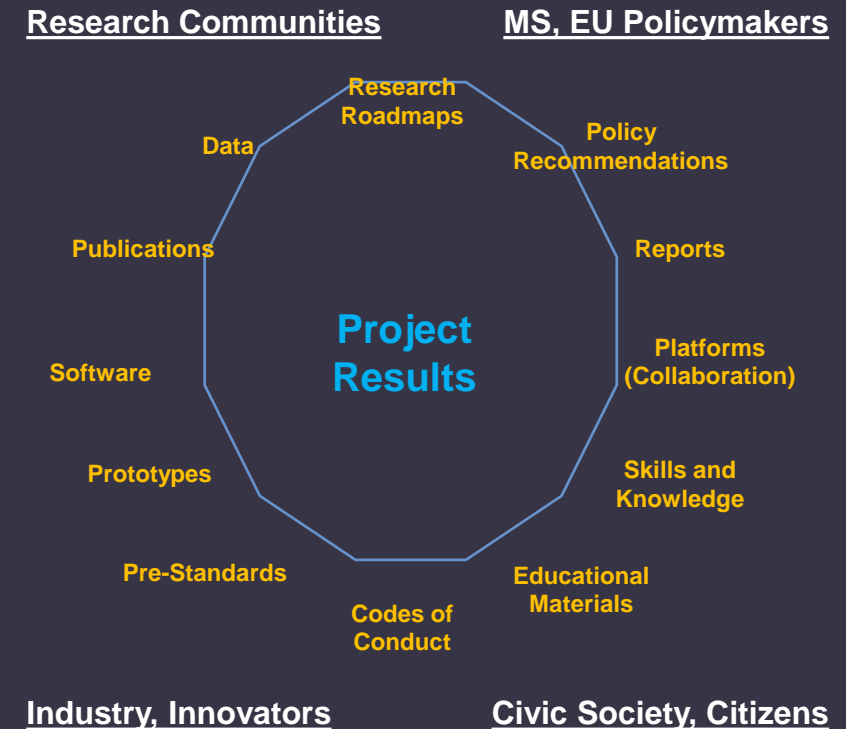 Research Communities
MS, EU Policymakers
Research
Roadmaps
Data
Policy
Recommendations
Publications
Reports
Project
Results
Platforms
(Collaboration)
Software
Prototypes
Skills and
Knowledge
Pre-Standards
Educational
Materials
Codes of
Conduct
Industry, Innovators
Civic Society, Citizens